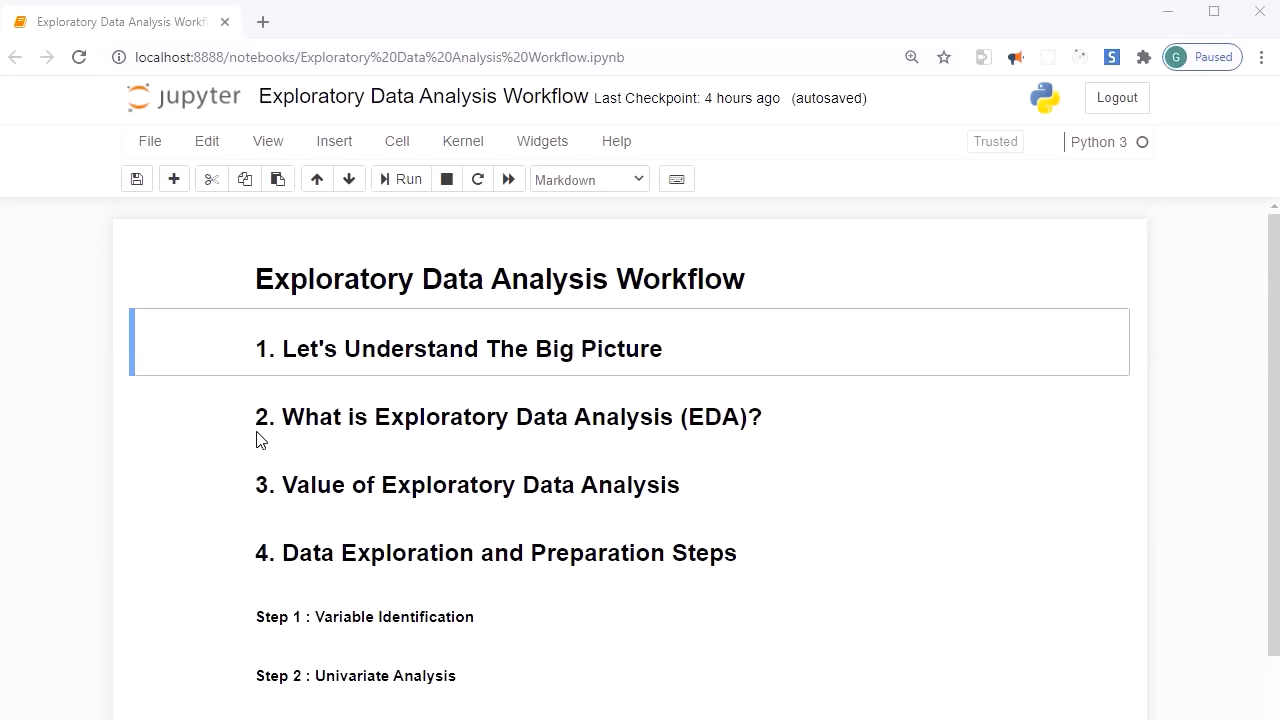 Exploratory Data Analysis Workfl
localhost:8888/notebooks/Exploratory%20Data%20Analysis%20Workflow.ipynb
S
G Paused
jupyter Exploratory Data Analysis Workflow Last Checkpoint: 4 hours ago (autosaved)
Logout
File Edit View Insert Cell Kernel Widgets Help Trusted Python 3
Run Markdown
Exploratory Data Analysis Workflow
1. Let's Understand The Big Picture
2. What is Exploratory Data Analysis (EDA)?
3. Value of Exploratory Data Analysis
4. Data Exploration and Preparation Steps
Step 1 : Variable Identification
Step 2 : Univariate Analysis